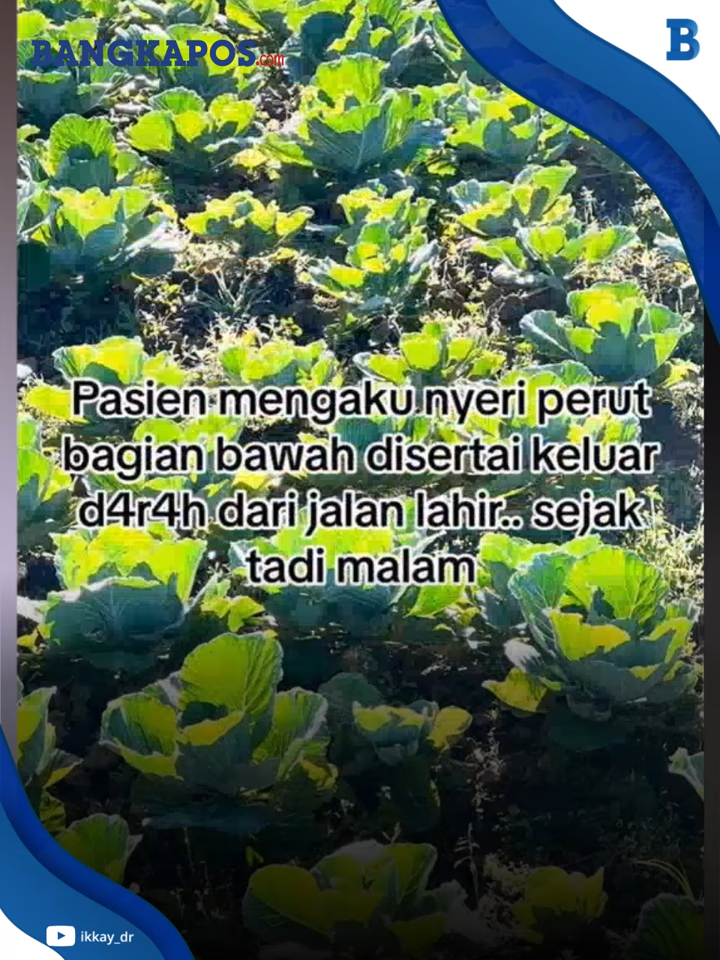 BANGKAPOS.com
B
Pasien mengaku nyeri perut
bagian bawah disertai keluar
d4r4h dari jalan lahir.. sejak
tadi malam
ikkay_dr